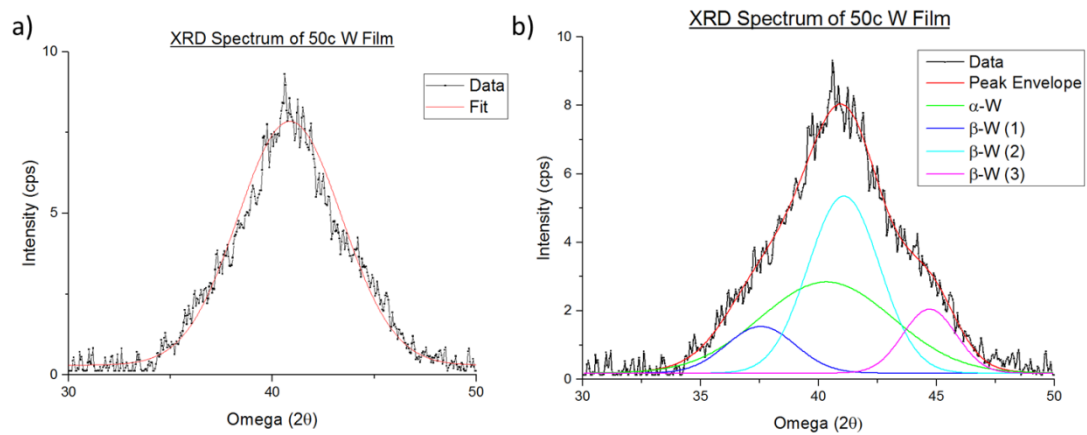 a)
XRD Spectrum of 50c W Film
10
5
0
30
40
50
Intensity (cps)
Omega (2θ)
Data
Fit
b)
XRD Spectrum of 50c W Film
10
8
6
4
2
0
30
35
40
45
50
Intensity (cps)
Omega (2θ)
Data
Peak Envelope
α-W
β-W (1)
β-W (2)
β-W (3)